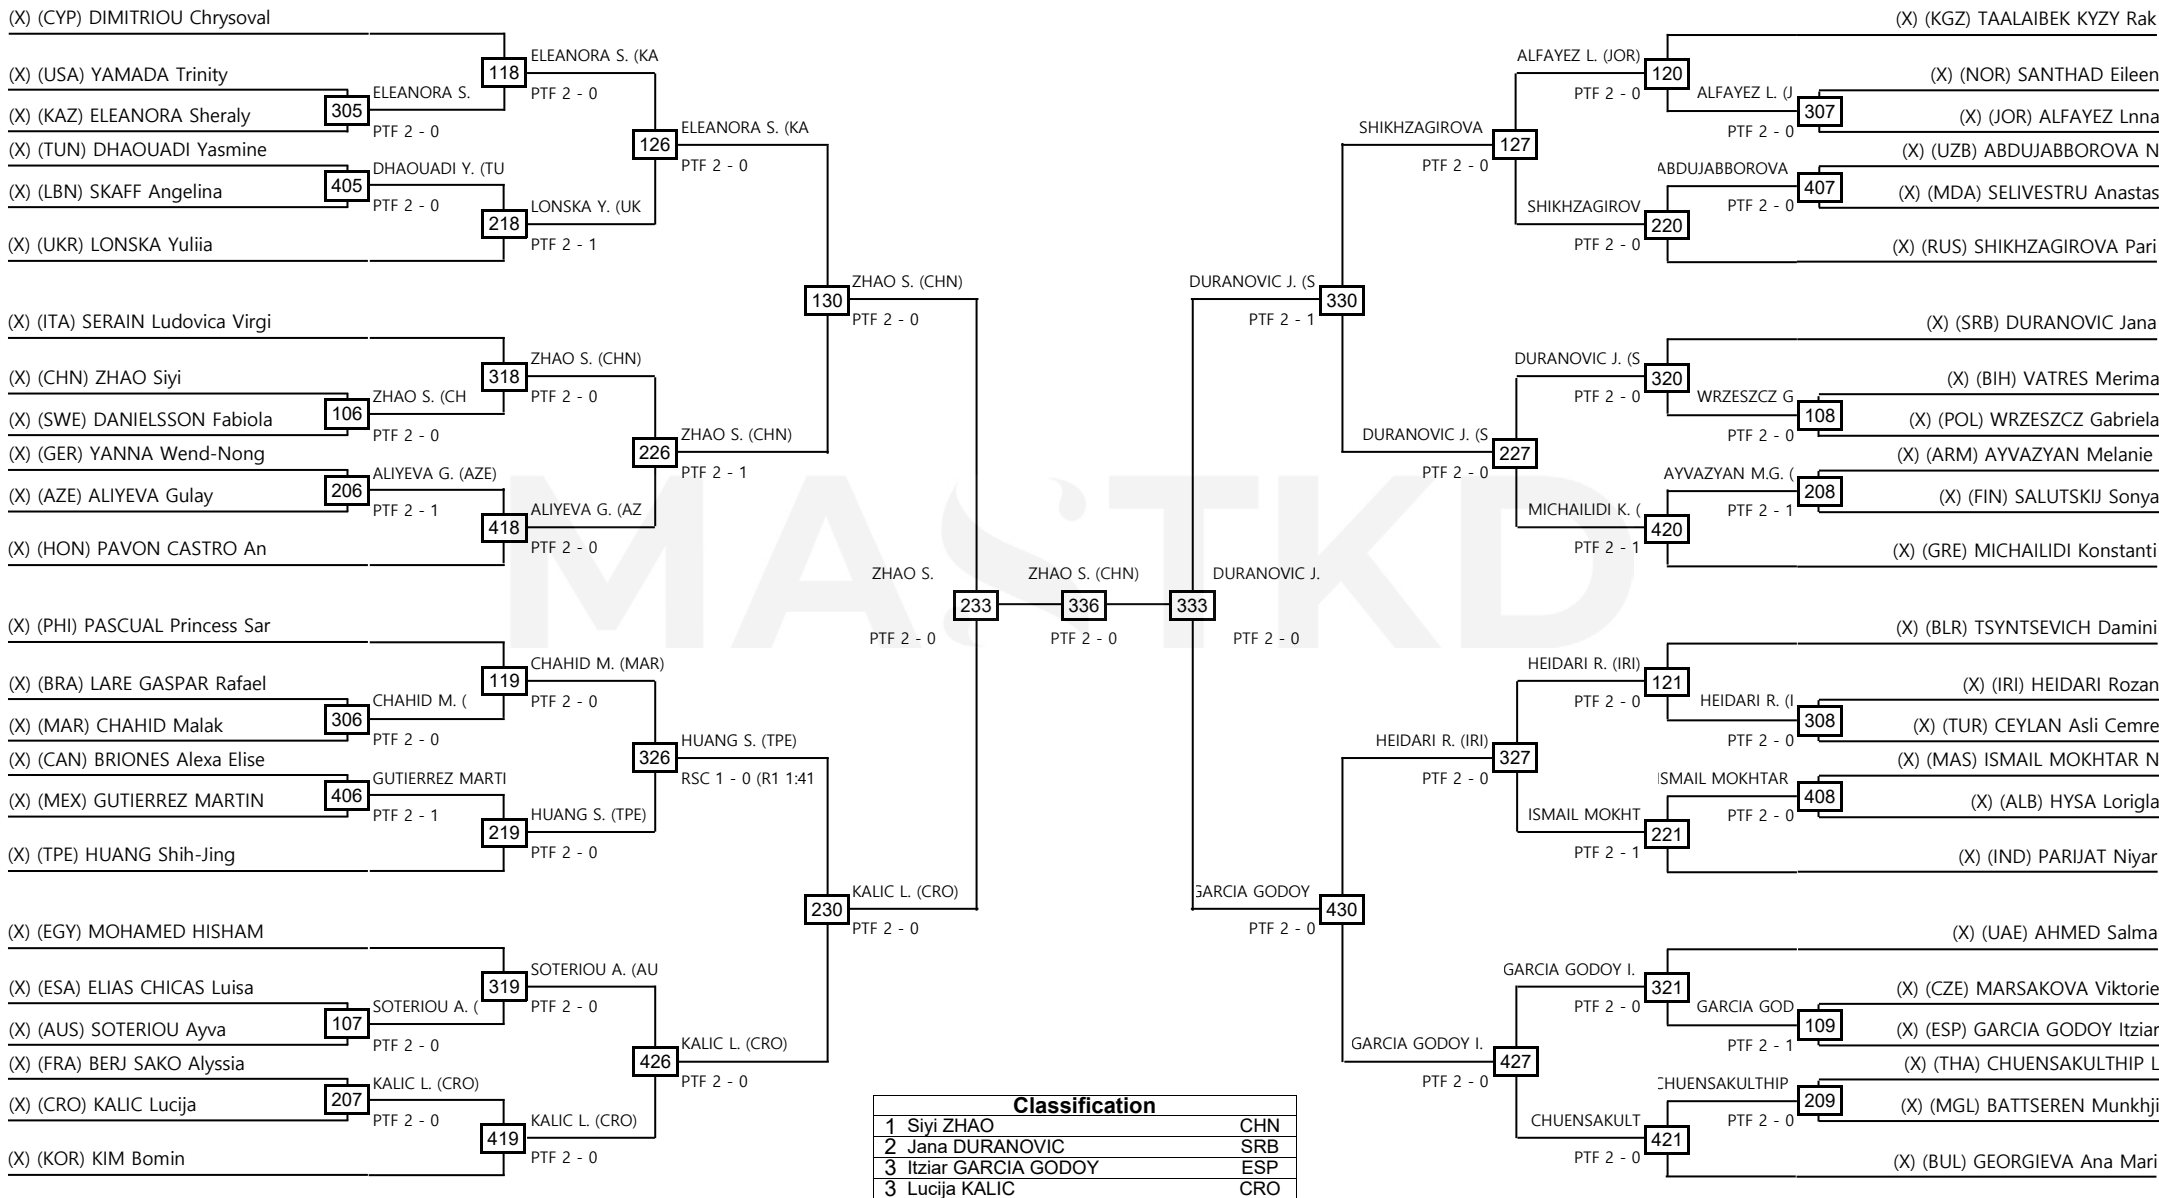 (X) (CYP) DIMITRIOU Chrysoval
(X) (USA) YAMADA Trinity
(X) (KAZ) ELEANORA Sheraly
(X) (TUN) DHAOUADI Yasmine
(X) (LBN) SKAFF Angelina
(X) (UKR) LONSKA Yuliia
305
ELEANORA S.
PTF 2 - 0
405
DHAOUADI Y. (TU
PTF 2 - 0
118
ELEANORA S. (KA
PTF 2 - 0
218
LONSKA Y. (UK
PTF 2 - 1
126
ELEANORA S. (KA
PTF 2 - 0
(X) (ITA) SERAIN Ludovica Virgi
(X) (CHN) ZHAO Siyi
(X) (SWE) DANIELSSON Fabiola
(X) (GER) YANNA Wend-Nong
(X) (AZE) ALIYEVA Gulay
(X) (HON) PAVON CASTRO An
106
ZHAO S. (CH
PTF 2 - 0
206
ALIYEVA G. (AZE)
PTF 2 - 1
318
ZHAO S. (CHN)
PTF 2 - 0
418
ALIYEVA G. (AZ
PTF 2 - 0
226
ZHAO S. (CHN)
PTF 2 - 1
130
ZHAO S. (CHN)
PTF 2 - 0
(X) (PHI) PASCUAL Princess Sar
(X) (BRA) LARE GASPAR Rafael
(X) (MAR) CHAHID Malak
(X) (CAN) BRIONES Alexa Elise
(X) (MEX) GUTIERREZ MARTIN
(X) (TPE) HUANG Shih-Jing
306
CHAHID M. (
PTF 2 - 0
406
GUTIERREZ MARTI
PTF 2 - 1
119
CHAHID M. (MAR)
PTF 2 - 0
219
HUANG S. (TPE)
PTF 2 - 0
326
HUANG S. (TPE)
RSC 1 - 0 (R1 1:41
(X) (EGY) MOHAMED HISHAM
(X) (ESA) ELIAS CHICAS Luisa
(X) (AUS) SOTERIOU Ayva
(X) (FRA) BERJ SAKO Alyssia
(X) (CRO) KALIC Lucija
(X) (KOR) KIM Bomin
107
SOTERIOU A. (
PTF 2 - 0
207
KALIC L. (CRO)
PTF 2 - 0
319
SOTERIOU A. (AU
PTF 2 - 0
419
KALIC L. (CRO)
PTF 2 - 0
426
KALIC L. (CRO)
PTF 2 - 0
230
KALIC L. (CRO)
PTF 2 - 0
MASTKD
ZHAO S.
233
PTF 2 - 0
ZHAO S. (CHN)
336
PTF 2 - 0
DURANOVIC J.
333
PTF 2 - 0
(X) (KGZ) TAALAIBEK KYZY Rak
(X) (NOR) SANTHAD Eileen
(X) (JOR) ALFAYEZ Lnna
(X) (UZB) ABDUJABBOROVA N
(X) (MDA) SELIVESTRU Anastas
(X) (RUS) SHIKHZAGIROVA Pari
ALFAYEZ L. (J
307
PTF 2 - 0
ABDUJABBOROVA
407
PTF 2 - 0
ALFAYEZ L. (JOR)
120
PTF 2 - 0
SHIKHZAGIROV
220
PTF 2 - 0
SHIKHZAGIROVA
127
PTF 2 - 0
(X) (SRB) DURANOVIC Jana
(X) (BIH) VATRES Merima
(X) (POL) WRZESZCZ Gabriela
(X) (ARM) AYVAZYAN Melanie
(X) (FIN) SALUTSKIJ Sonya
(X) (GRE) MICHAILIDI Konstanti
WRZESZCZ G
108
PTF 2 - 0
AYVAZYAN M.G. (
208
PTF 2 - 1
DURANOVIC J. (S
320
PTF 2 - 0
MICHAILIDI K. (
420
PTF 2 - 1
DURANOVIC J. (S
227
PTF 2 - 0
DURANOVIC J. (S
330
PTF 2 - 1
(X) (BLR) TSYNTSEVICH Damini
(X) (IRI) HEIDARI Rozan
(X) (TUR) CEYLAN Asli Cemre
(X) (MAS) ISMAIL MOKHTAR N
(X) (ALB) HYSA Lorigla
(X) (IND) PARIJAT Niyar
HEIDARI R. (I
308
PTF 2 - 0
ISMAIL MOKHTAR
408
PTF 2 - 0
HEIDARI R. (IRI)
121
PTF 2 - 0
ISMAIL MOKHT
221
PTF 2 - 1
HEIDARI R. (IRI)
327
PTF 2 - 0
(X) (UAE) AHMED Salma
(X) (CZE) MARSAKOVA Viktorie
(X) (ESP) GARCIA GODOY Itziar
(X) (THA) CHUENSAKULTHIP L
(X) (MGL) BATTSEREN Munkhji
(X) (BUL) GEORGIEVA Ana Mari
GARCIA GOD
109
PTF 2 - 1
CHUENSAKULTHIP
209
PTF 2 - 0
GARCIA GODOY I.
321
PTF 2 - 0
CHUENSAKULT
421
PTF 2 - 0
GARCIA GODOY I.
427
PTF 2 - 0
GARCIA GODOY
430
PTF 2 - 0
Classification
1 Siyi ZHAO CHN
2 Jana DURANOVIC SRB
3 Itziar GARCIA GODOY ESP
3 Lucija KALIC CRO